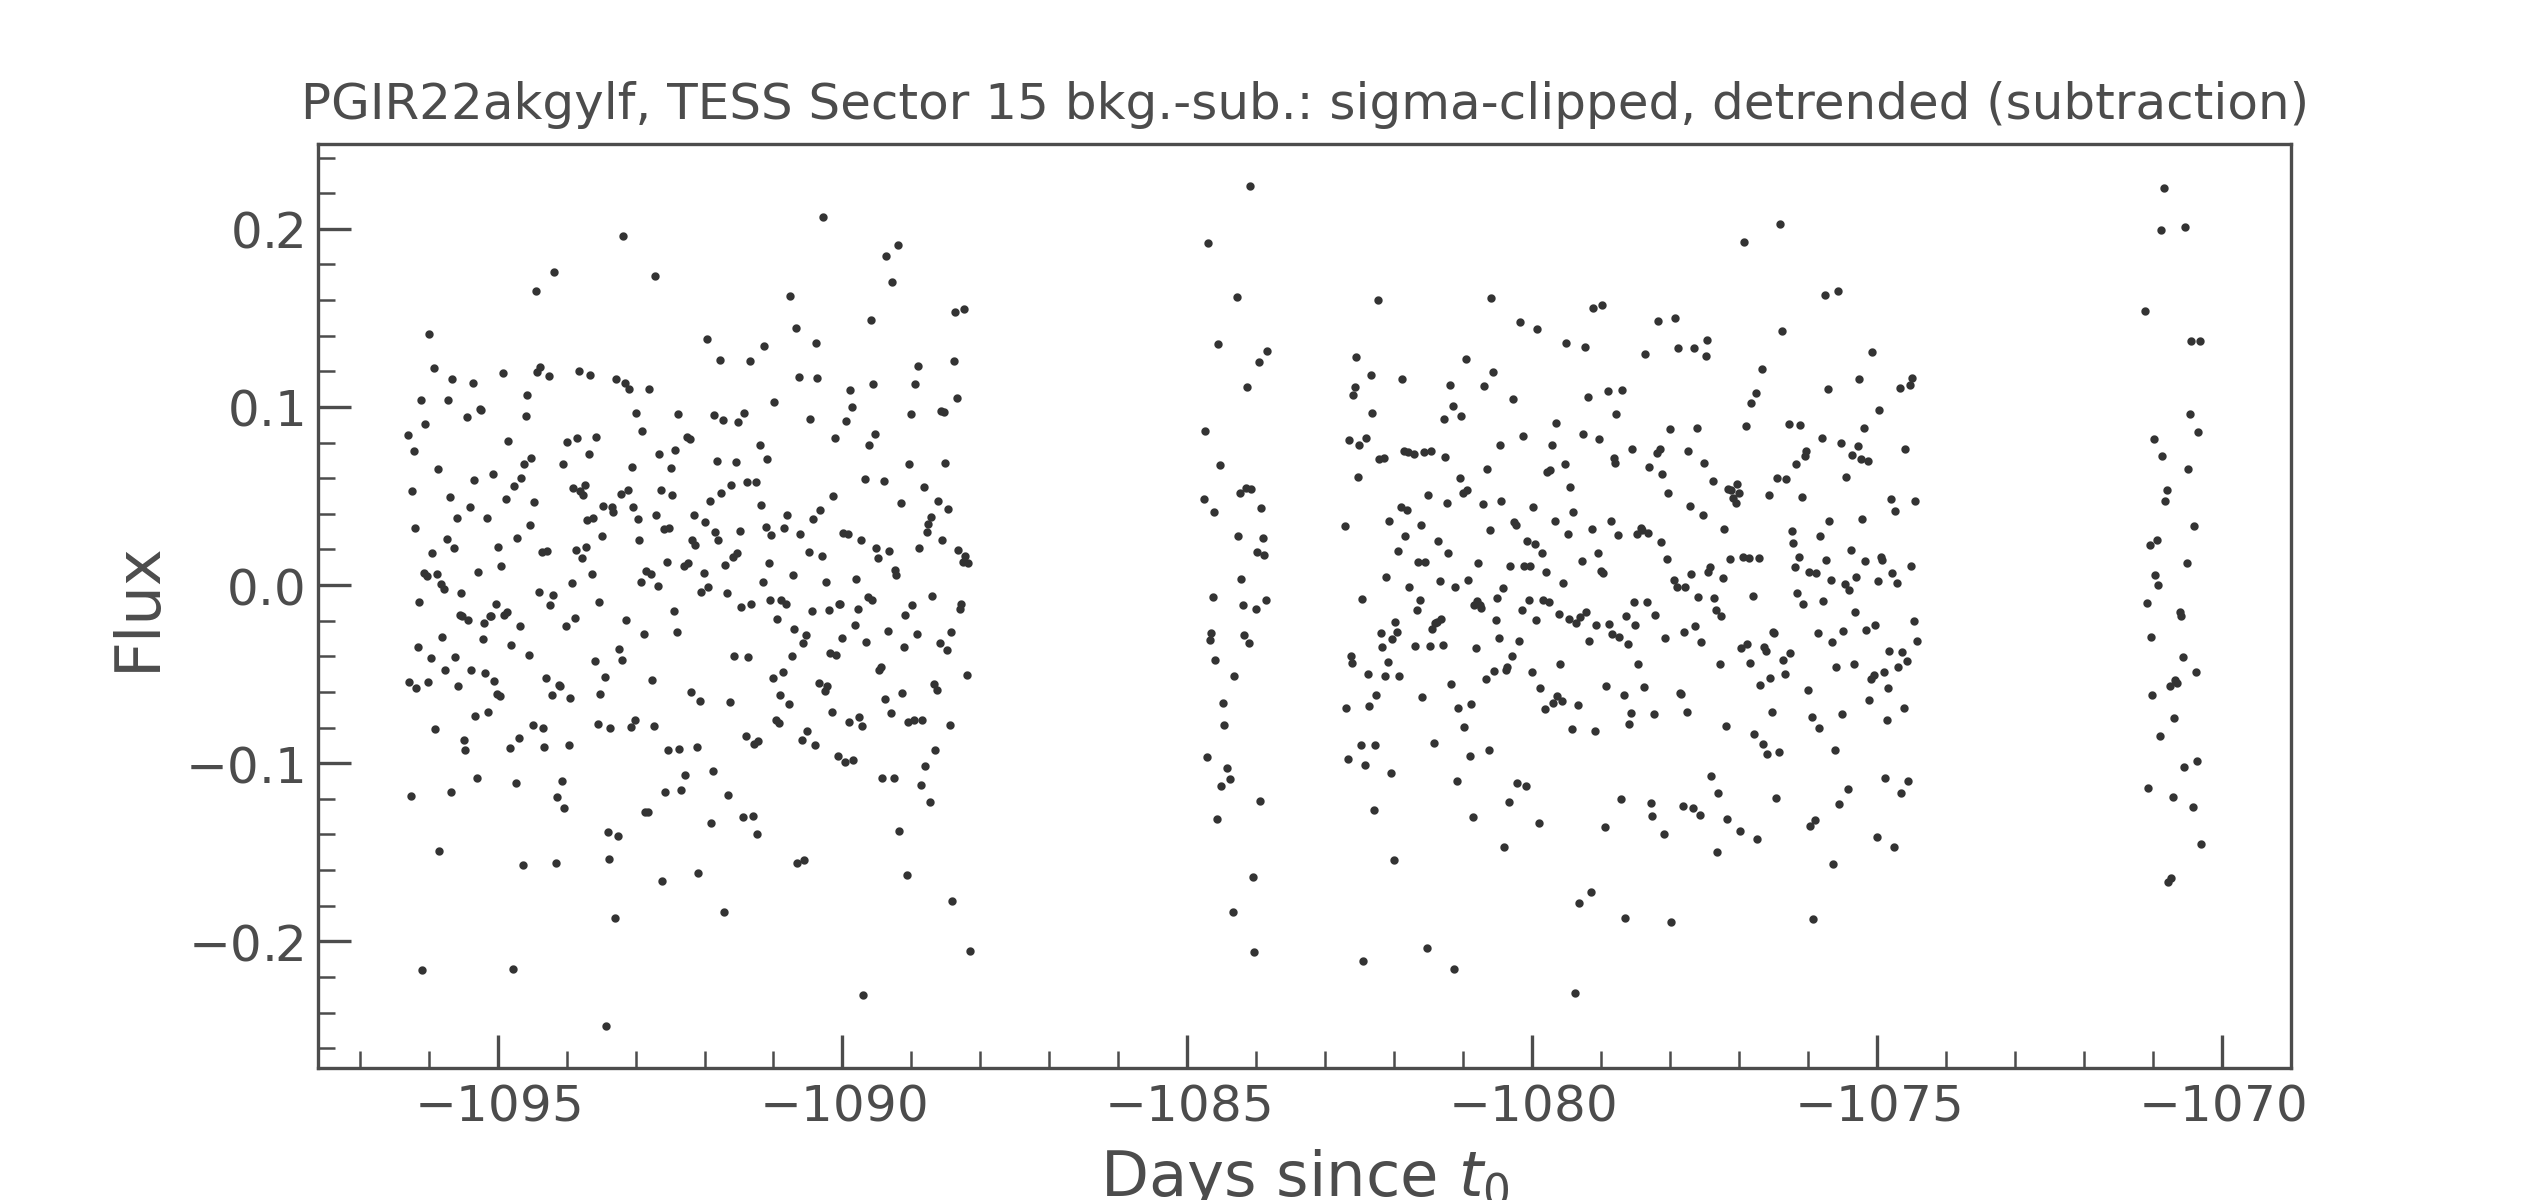 PGIR22akgylf, TESS Sector 15 bkg.-sub.: sigma-clipped, detrended (subtraction)
Flux
0.2
0.1
0.0
−0.1
−0.2
−1095 −1090 −1085 −1080 −1075 −1070
Days since t0